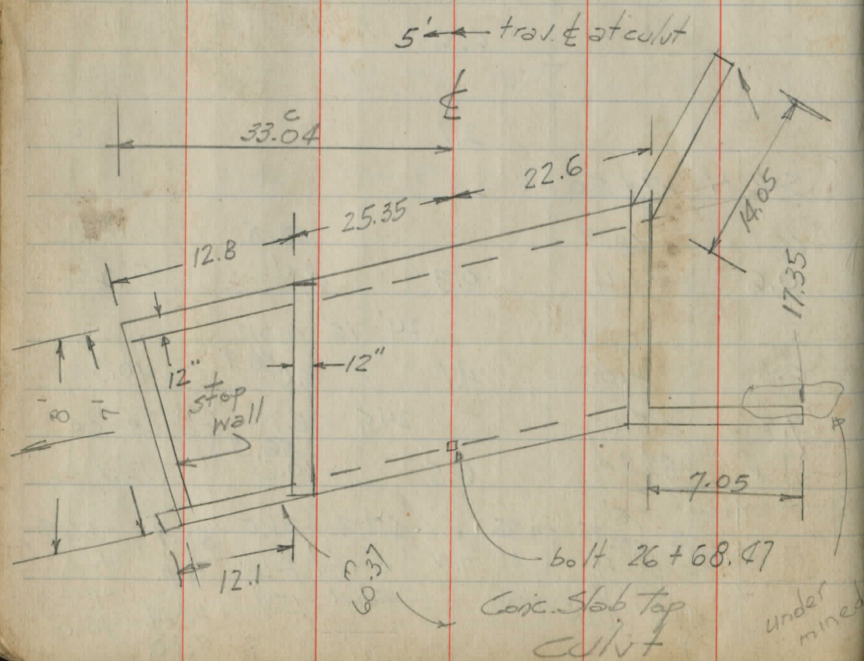 5' ← trav. ℄ at culvt
℄
c
33.04
22.6
25.35
12.8
14.05
17.35
12"
12"
8'
7'
stop
wall
7.05
12.1
60.37
bolt 26+68.47
Conc. Slab Top
culvt
under
mined